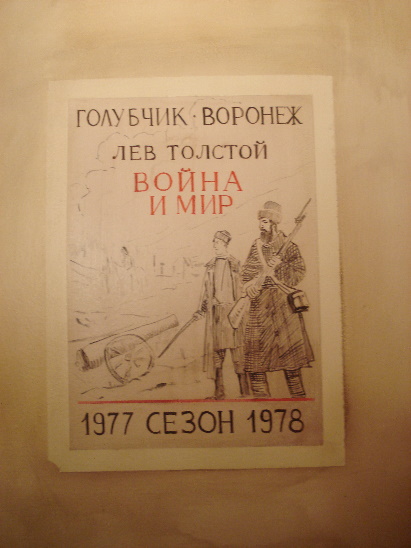 ГОЛУБЧИК · ВОРОНЕЖ
ЛЕВ ТОЛСТОЙ
ВОЙНА
И МИР
1977 СЕЗОН 1978